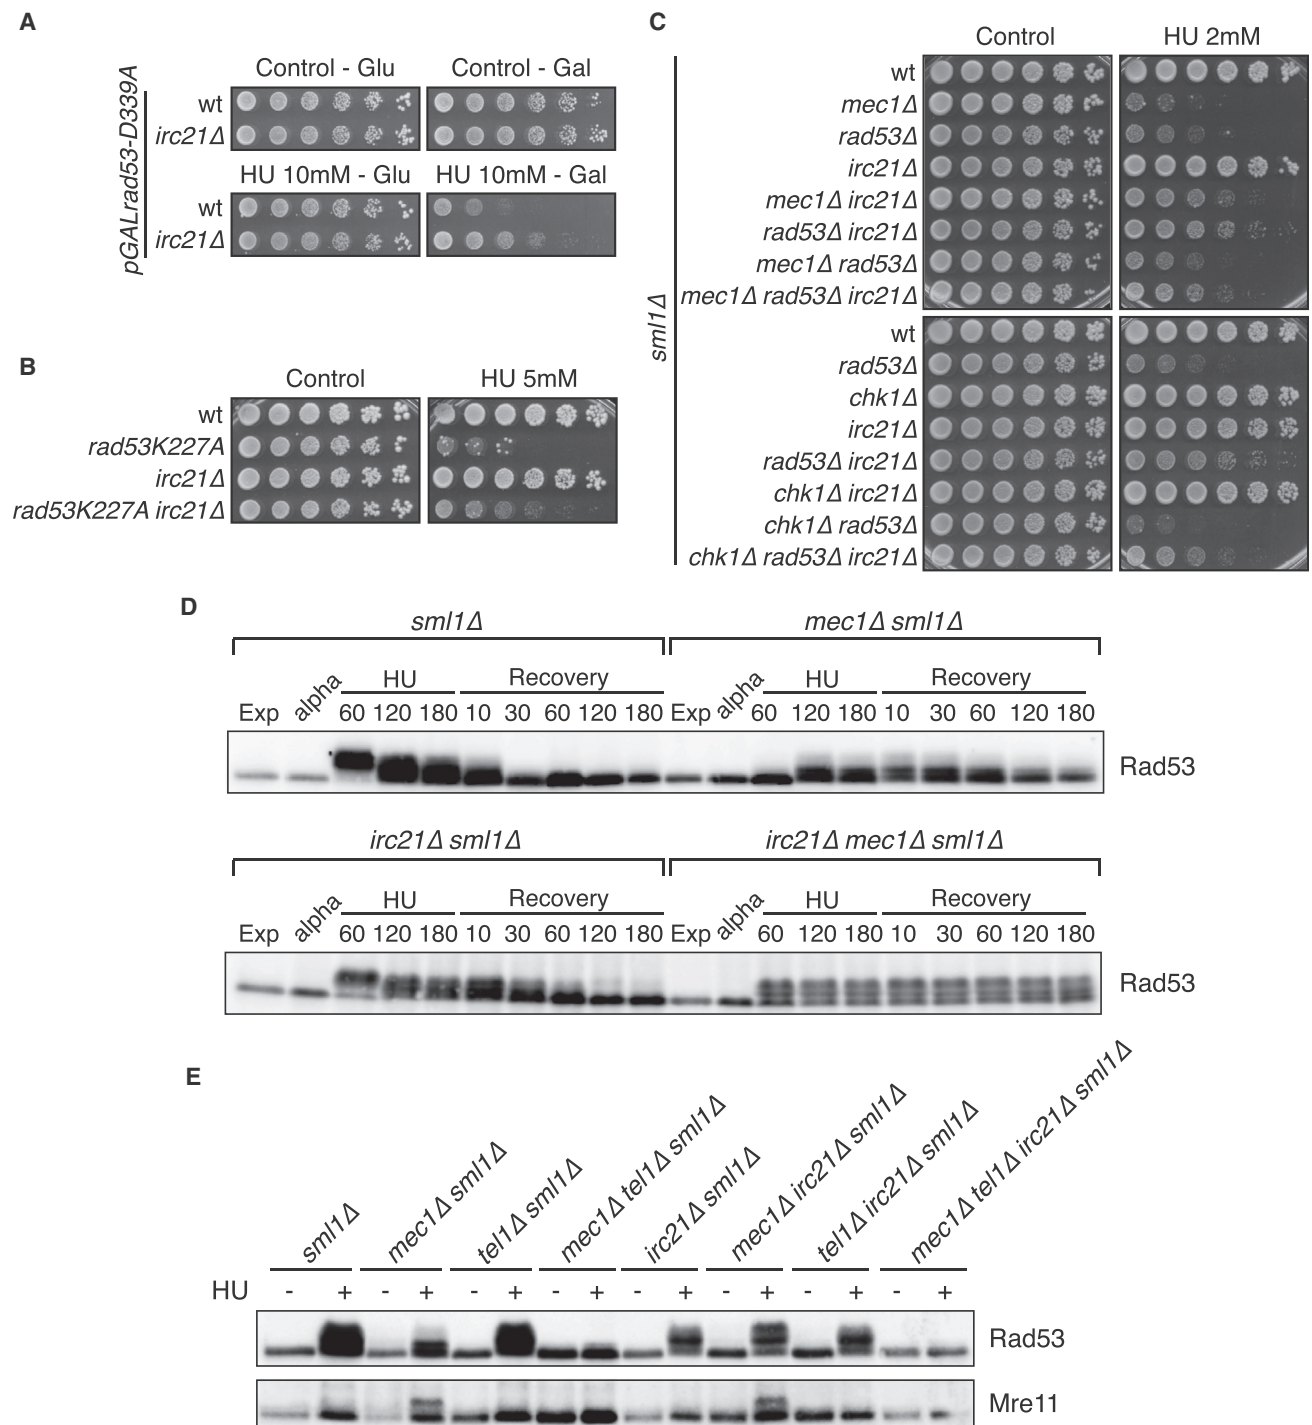 A
pGALrad53-D339A
Control - Glu
Control - Gal
wt
irc21Δ
HU 10mM - Glu
HU 10mM - Gal
wt
irc21Δ
B
Control
HU 5mM
wt
rad53K227A
irc21Δ
rad53K227A irc21Δ
C
Control
HU 2mM
sml1Δ
wt
mec1Δ
rad53Δ
irc21Δ
mec1Δ irc21Δ
rad53Δ irc21Δ
mec1Δ rad53Δ
mec1Δ rad53Δ irc21Δ
wt
rad53Δ
chk1Δ
irc21Δ
rad53Δ irc21Δ
chk1Δ irc21Δ
chk1Δ rad53Δ
chk1Δ rad53Δ irc21Δ
D
sml1Δ
mec1Δ sml1Δ
HU
Recovery
HU
Recovery
Exp alpha 60 120 180 10 30 60 120 180 Exp alpha 60 120 180 10 30 60 120 180
Rad53
irc21Δ sml1Δ
irc21Δ mec1Δ sml1Δ
HU
Recovery
HU
Recovery
Exp alpha 60 120 180 10 30 60 120 180 Exp alpha 60 120 180 10 30 60 120 180
Rad53
E
sml1Δ
mec1Δ sml1Δ
tel1Δ sml1Δ
mec1Δ tel1Δ sml1Δ
irc21Δ sml1Δ
mec1Δ irc21Δ sml1Δ
tel1Δ irc21Δ sml1Δ
mec1Δ tel1Δ irc21Δ sml1Δ
HU - + - + - + - + - + - + - + - +
Rad53
Mre11